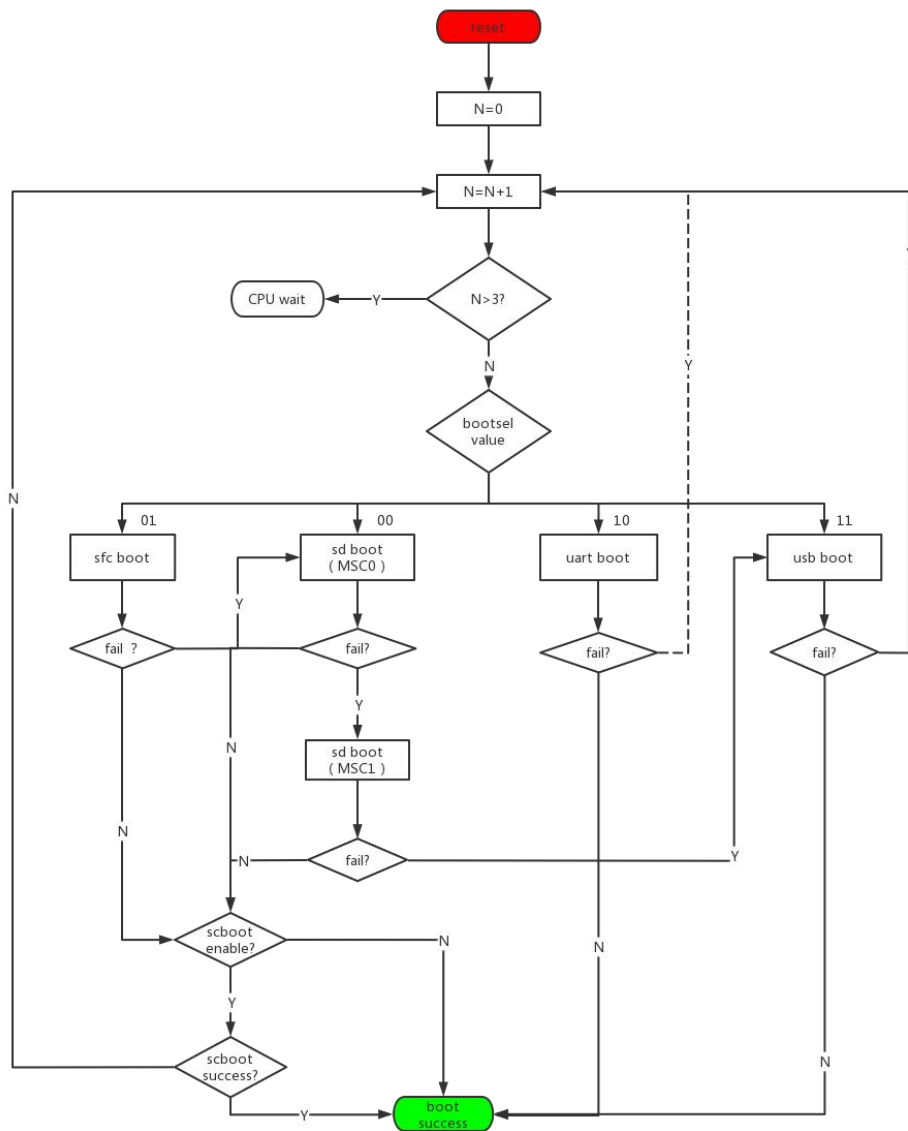 reset
N=0
N=N+1
N>3?
Y
CPU wait
N
Y
bootsel
value
N
01
00
10
11
sfc boot
sd boot
( MSC0 )
uart boot
usb boot
Y
fail ?
fail?
fail?
fail?
Y
N
sd boot
( MSC1 )
N
fail?
N
Y
scboot
enable?
N
N
Y
scboot
success?
N
Y
boot
success